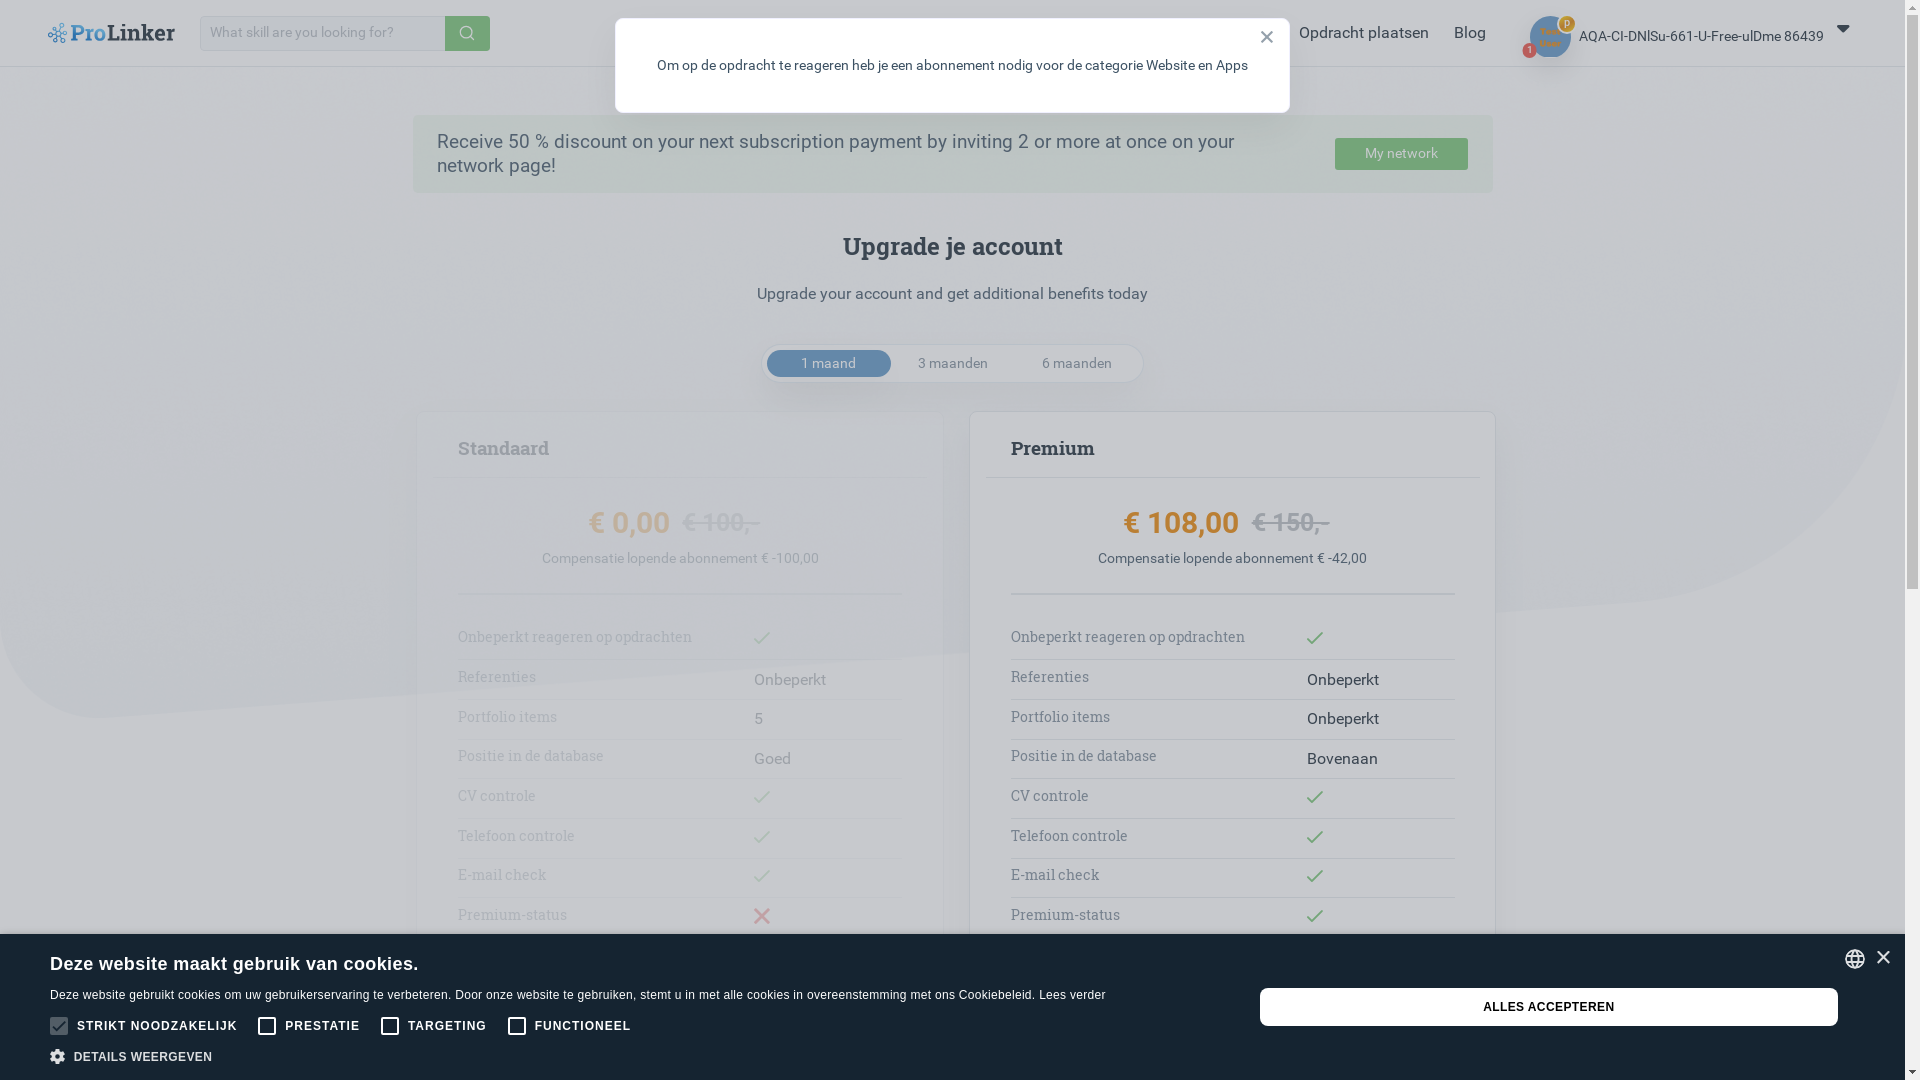 ProLinker
What skill are you looking for?
Opdracht plaatsen
Blog
p
1
AQA-CI-DNlSu-661-U-Free-ulDme 86439
×
Om op de opdracht te reageren heb je een abonnement nodig voor de categorie Website en Apps
Receive 50 % discount on your next subscription payment by inviting 2 or more at once on your
network page!
My network
Upgrade je account
Upgrade your account and get additional benefits today
1 maand
3 maanden
6 maanden
Standaard
€ 0,00 € 100,-
Compensatie lopende abonnement € -100,00
Onbeperkt reageren op opdrachten
Referenties Onbeperkt
Portfolio items 5
Positie in de database Goed
CV controle
Telefoon controle
E-mail check
Premium-status
Premium
€ 108,00 € 150,-
Compensatie lopende abonnement € -42,00
Onbeperkt reageren op opdrachten
Referenties Onbeperkt
Portfolio items Onbeperkt
Positie in de database Bovenaan
CV controle
Telefoon controle
E-mail check
Premium-status
Deze website maakt gebruik van cookies.
×
Deze website gebruikt cookies om uw gebruikerservaring te verbeteren. Door onze website te gebruiken, stemt u in met alle cookies in overeenstemming met ons Cookiebeleid. Lees verder
STRIKT NOODZAKELIJK
PRESTATIE
TARGETING
FUNCTIONEEL
DETAILS WEERGEVEN
ALLES ACCEPTEREN